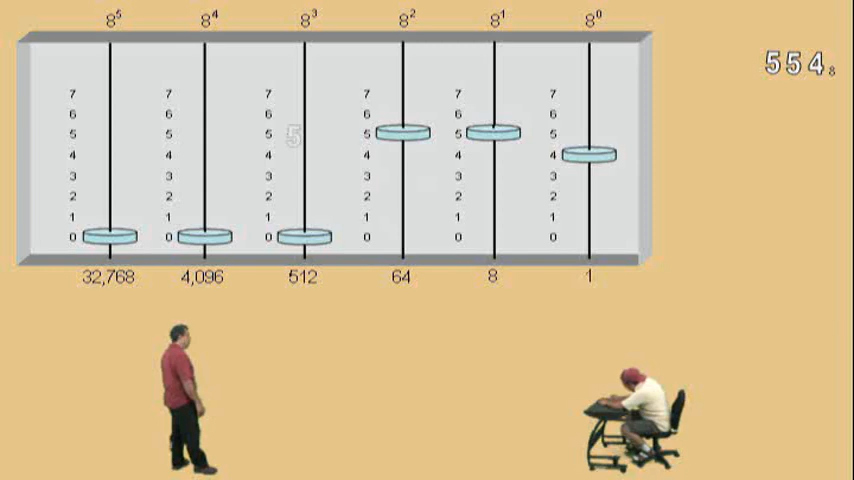 8⁵ 8⁴ 8³ 8² 8¹ 8⁰
554₈
7 7 7 7 7 7
6 6 6 6 6 6
5 5 5 5 5 5 5
4 4 4 4 4 4
3 3 3 3 3 3
2 2 2 2 2 2
1 1 1 1 1 1
0 0 0 0 0 0
32,768 4,096 512 64 8 1